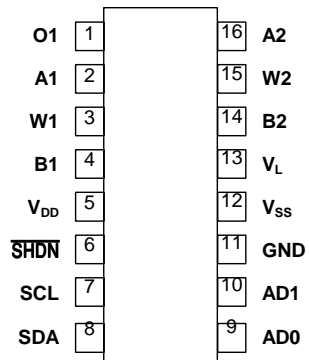 O1 1 16 A2
A1 2 15 W2
W1 3 14 B2
B1 4 13 VL
VDD 5 12 VSS
SHDN 6 11 GND
SCL 7 10 AD1
SDA 8 9 AD0